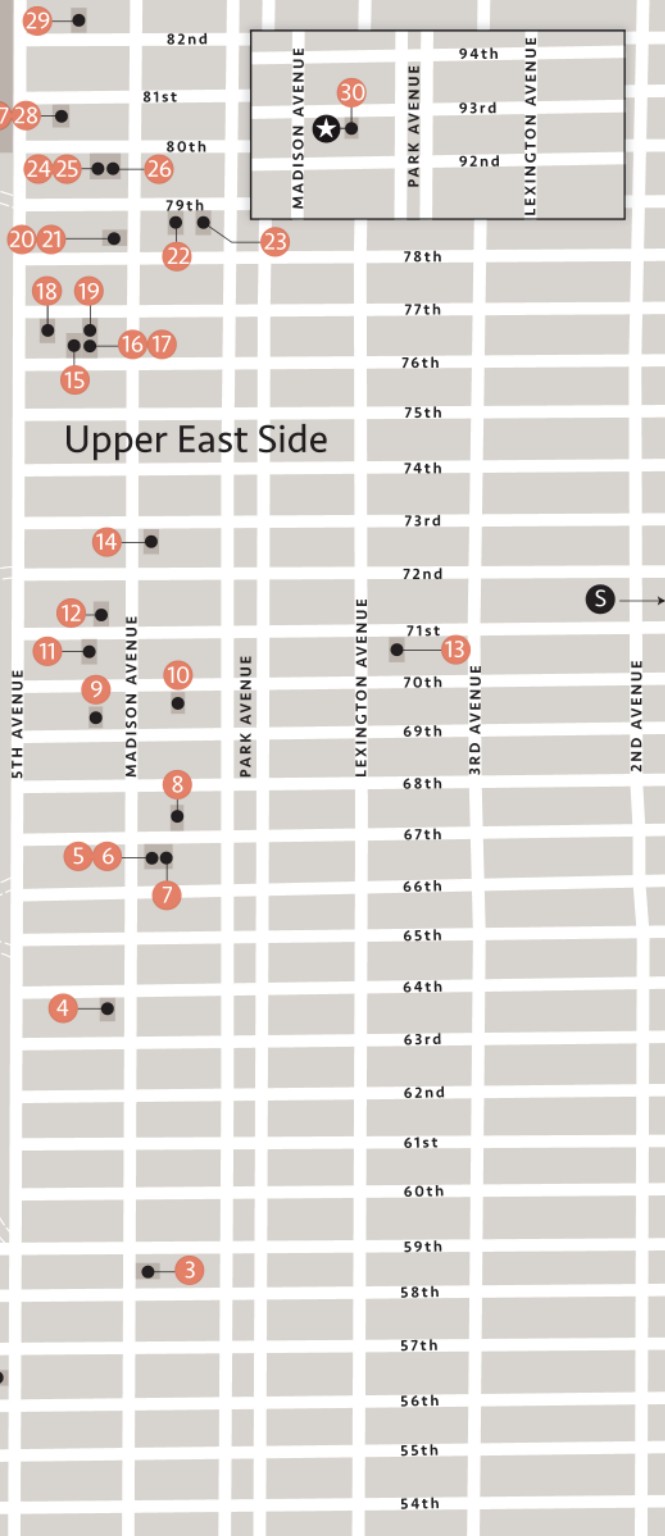 29
82nd
94th
MADISON AVENUE
PARK AVENUE
LEXINGTON AVENUE
30
81st
93rd
7 28
80th
92nd
24 25
26
79th
20 21
22
23
78th
18
19
77th
16 17
15
76th
75th
Upper East Side
74th
73rd
14
72nd
S
12
71st
11
13
10
9
70th
5TH AVENUE
MADISON AVENUE
PARK AVENUE
LEXINGTON AVENUE
3RD AVENUE
2ND AVENUE
69th
68th
8
67th
5 6
7
66th
65th
64th
4
63rd
62nd
61st
60th
59th
3
58th
57th
56th
55th
54th